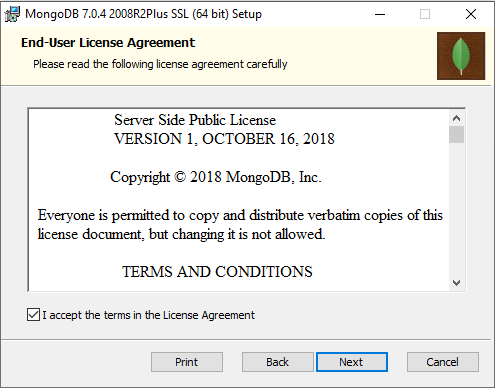 MongoDB 7.0.4 2008R2Plus SSL (64 bit) Setup
End-User License Agreement
Please read the following license agreement carefully
Server Side Public License
VERSION 1, OCTOBER 16, 2018
Copyright © 2018 MongoDB, Inc.
Everyone is permitted to copy and distribute verbatim copies of this
license document, but changing it is not allowed.
TERMS AND CONDITIONS
I accept the terms in the License Agreement
Print Back Next Cancel